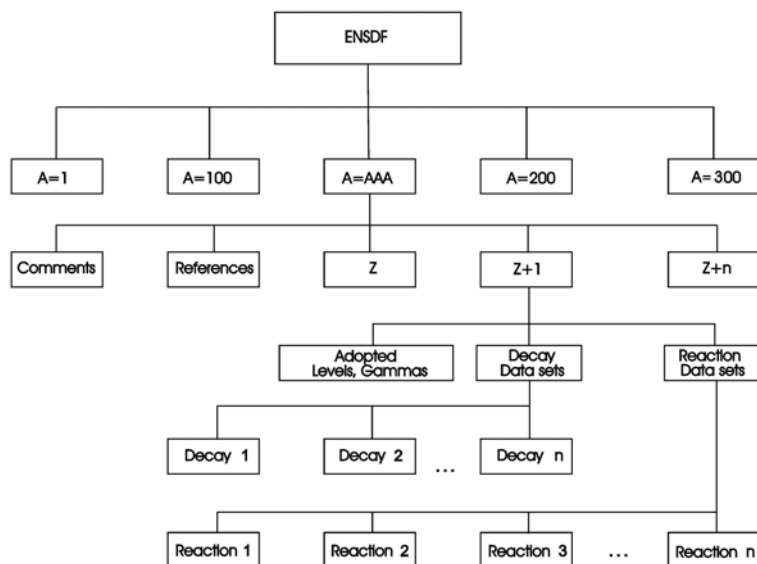 ENSDF
A=1
A=100
A=AAA
A=200
A=300
Comments
References
Z
Z+1
Z+n
Adopted
Levels, Gammas
Decay
Data sets
Reaction
Data sets
Decay 1
Decay 2
...
Decay n
Reaction 1
Reaction 2
Reaction 3
...
Reaction n